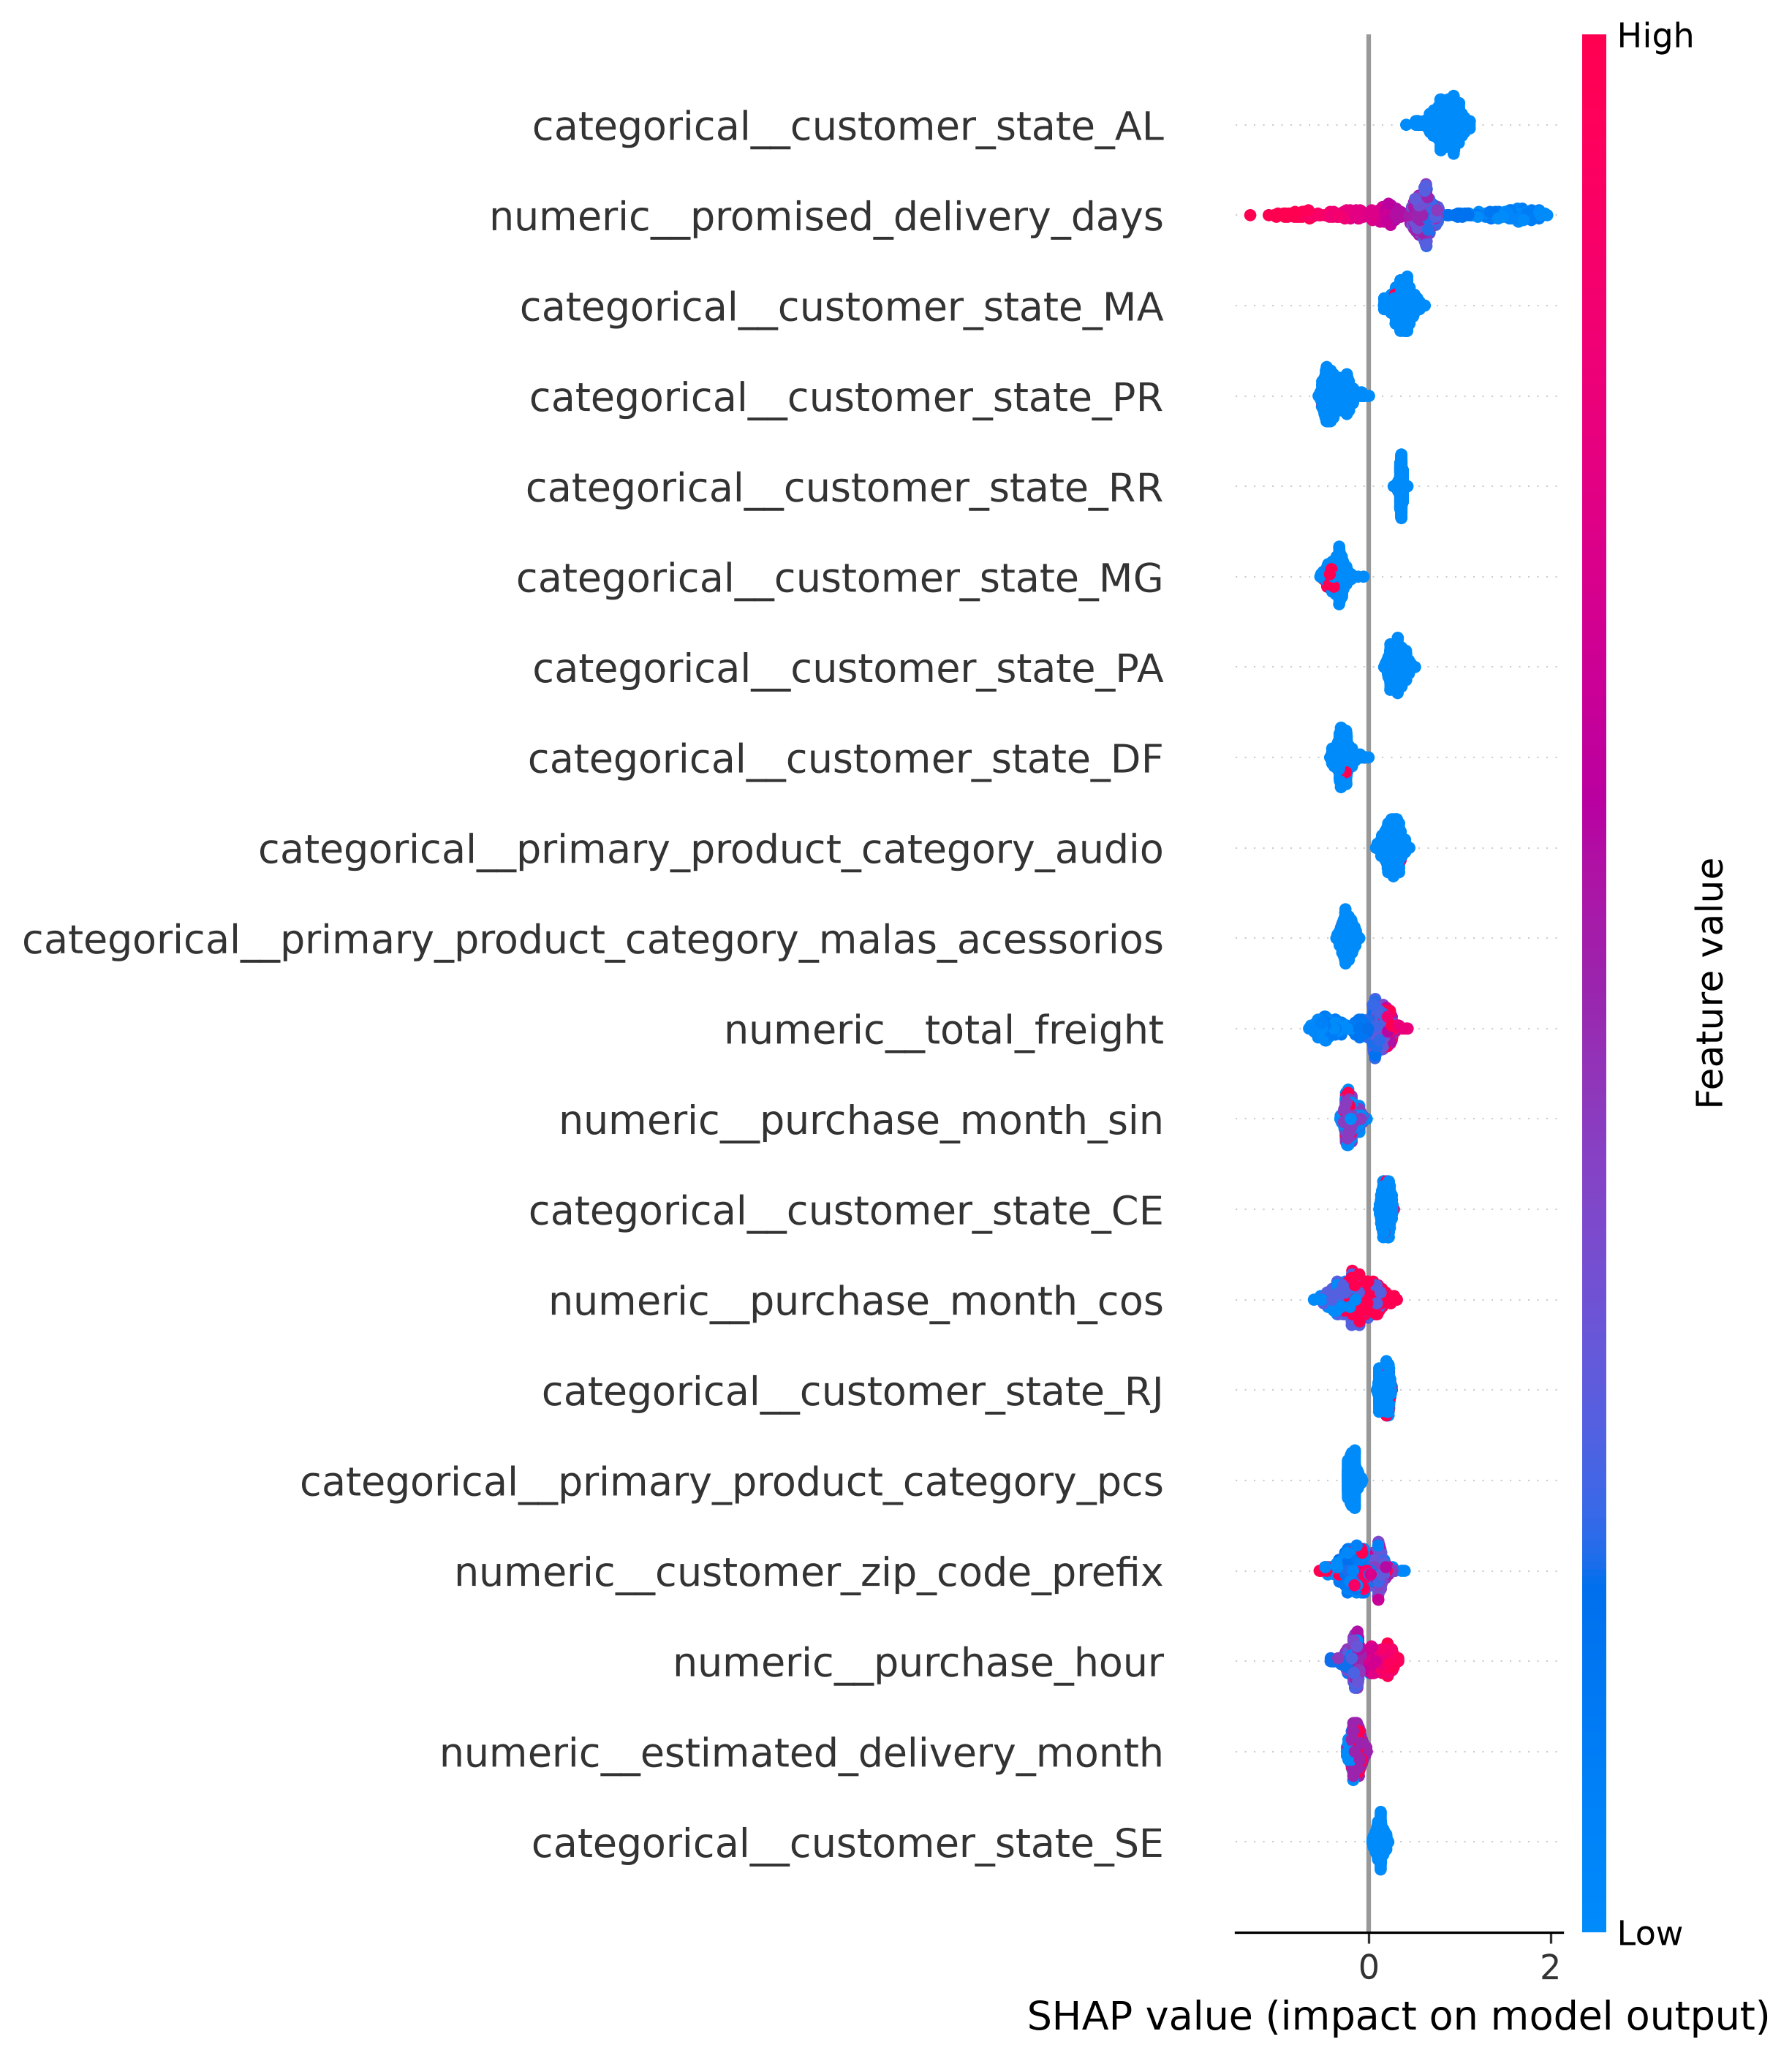 High
categorical__customer_state_AL
numeric__promised_delivery_days
categorical__customer_state_MA
categorical__customer_state_PR
categorical__customer_state_RR
categorical__customer_state_MG
categorical__customer_state_PA
categorical__customer_state_DF
categorical__primary_product_category_audio
categorical__primary_product_category_malas_acessorios
numeric__total_freight
numeric__purchase_month_sin
categorical__customer_state_CE
numeric__purchase_month_cos
categorical__customer_state_RJ
categorical__primary_product_category_pcs
numeric__customer_zip_code_prefix
numeric__purchase_hour
numeric__estimated_delivery_month
categorical__customer_state_SE
Feature value
Low
0 2
SHAP value (impact on model output)